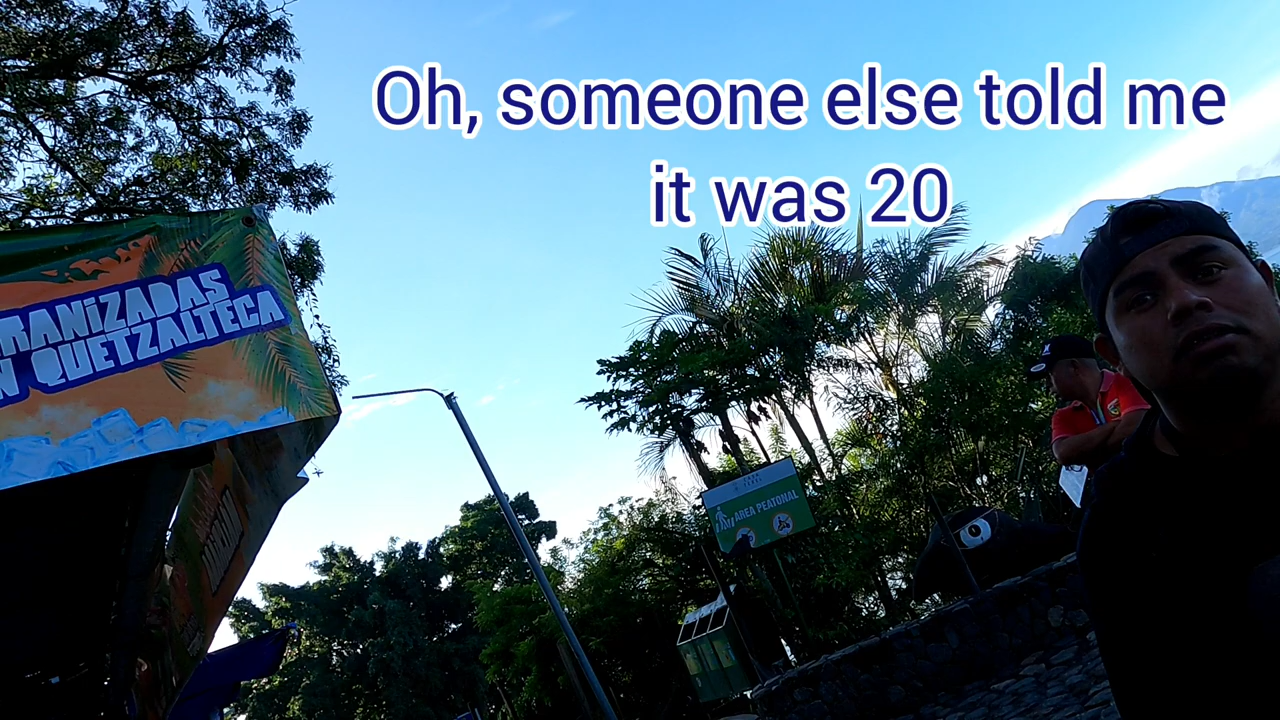 Oh, someone else told me
it was 20
RANiZADAS
N QUETZALTECA
AREA PEATONAL